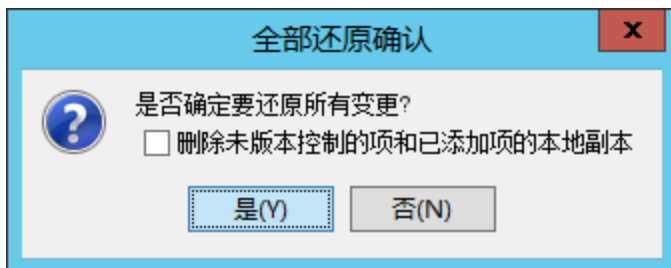 全部还原确认
x
?
是否确定要还原所有变更?
删除未版本控制的项和已添加项的本地副本
是(Y)
否(N)